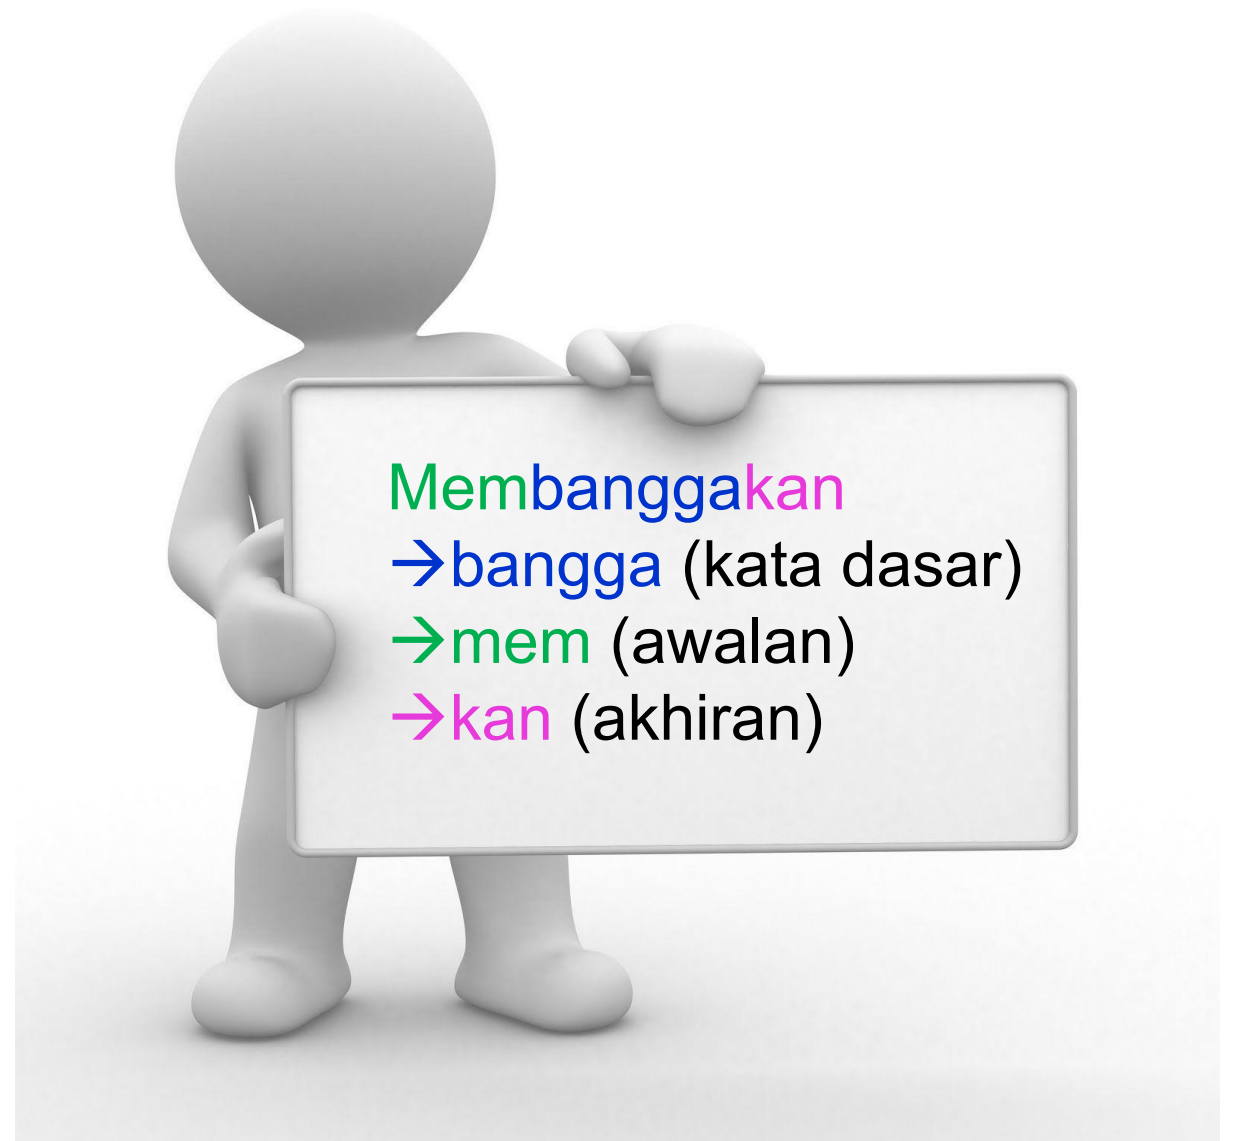 Membanggakan
→bangga (kata dasar)
→mem (awalan)
→kan (akhiran)